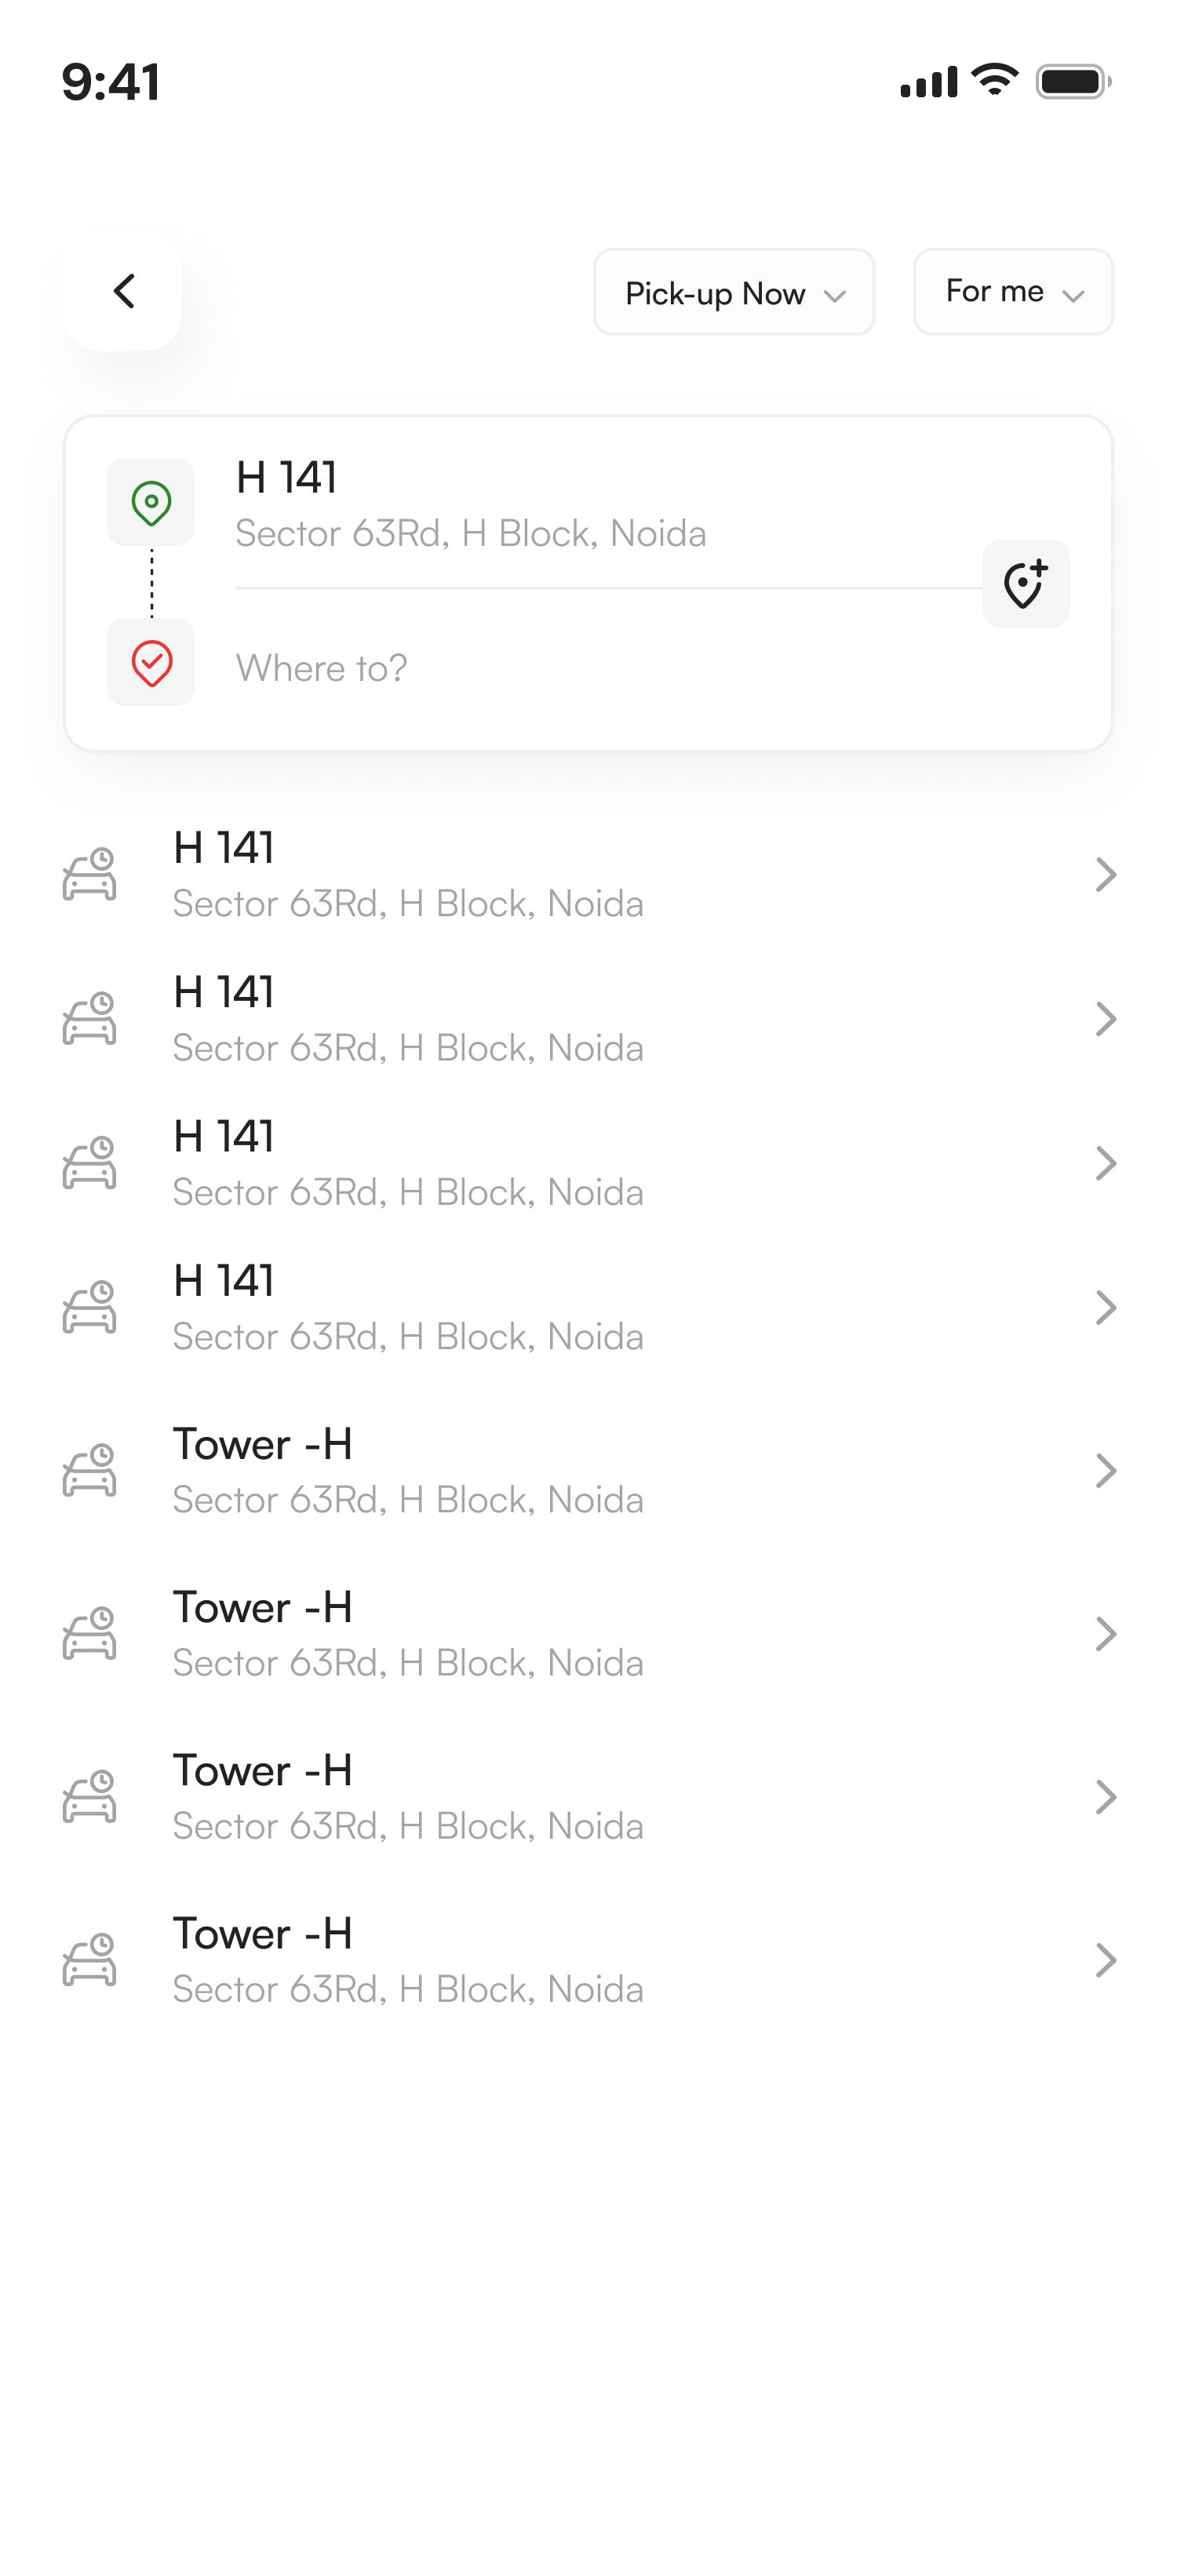 9:41
Pick-up Now
For me
H 141
Sector 63Rd, H Block, Noida
Where to?
H 141
Sector 63Rd, H Block, Noida
H 141
Sector 63Rd, H Block, Noida
H 141
Sector 63Rd, H Block, Noida
H 141
Sector 63Rd, H Block, Noida
Tower -H
Sector 63Rd, H Block, Noida
Tower -H
Sector 63Rd, H Block, Noida
Tower -H
Sector 63Rd, H Block, Noida
Tower -H
Sector 63Rd, H Block, Noida